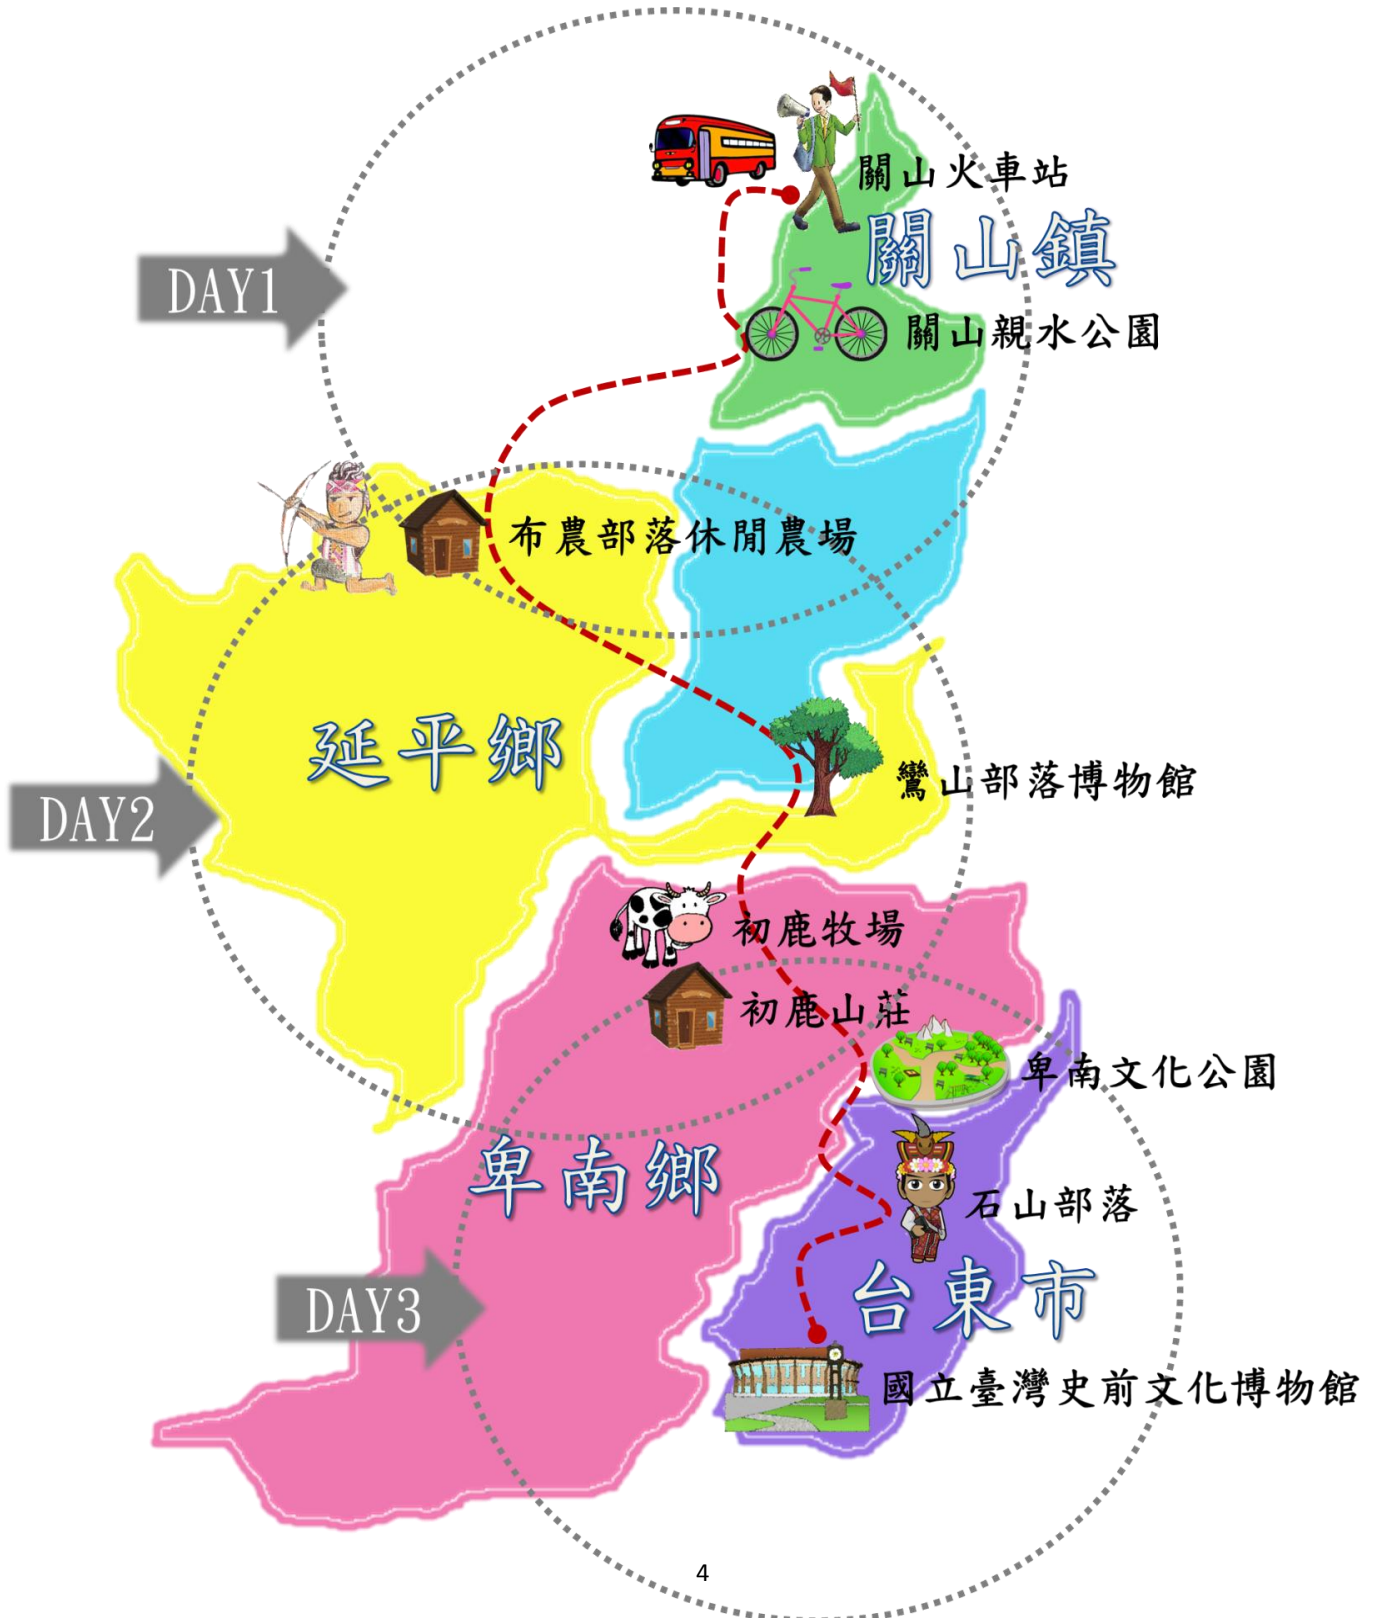 關山火車站
關山鎮
DAY1
關山親水公園
布農部落休閒農場
延平鄉
鸞山部落博物館
DAY2
初鹿牧場
初鹿山莊
卑南文化公園
卑南鄉
石山部落
台東市
DAY3
國立臺灣史前文化博物館
4